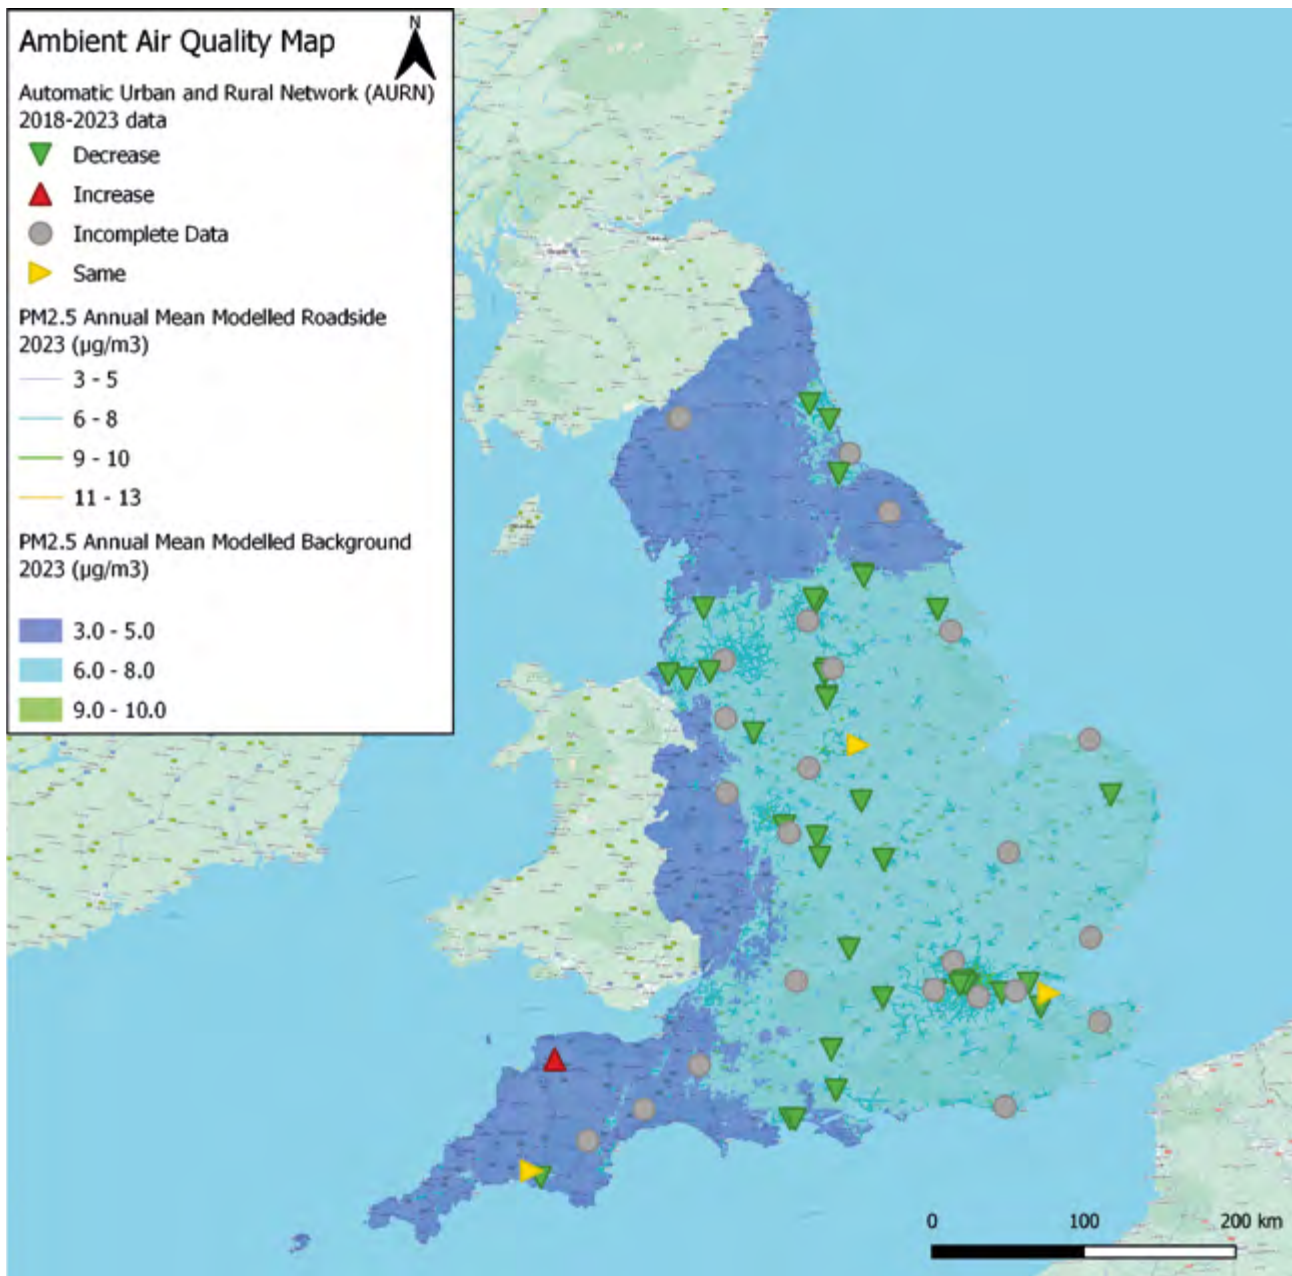 Ambient Air Quality Map
N
Automatic Urban and Rural Network (AURN)
2018-2023 data
Decrease
Increase
Incomplete Data
Same
PM2.5 Annual Mean Modelled Roadside
2023 (µg/m3)
3 - 5
6 - 8
9 - 10
11 - 13
PM2.5 Annual Mean Modelled Background
2023 (µg/m3)
3.0 - 5.0
6.0 - 8.0
9.0 - 10.0
0 100 200 km